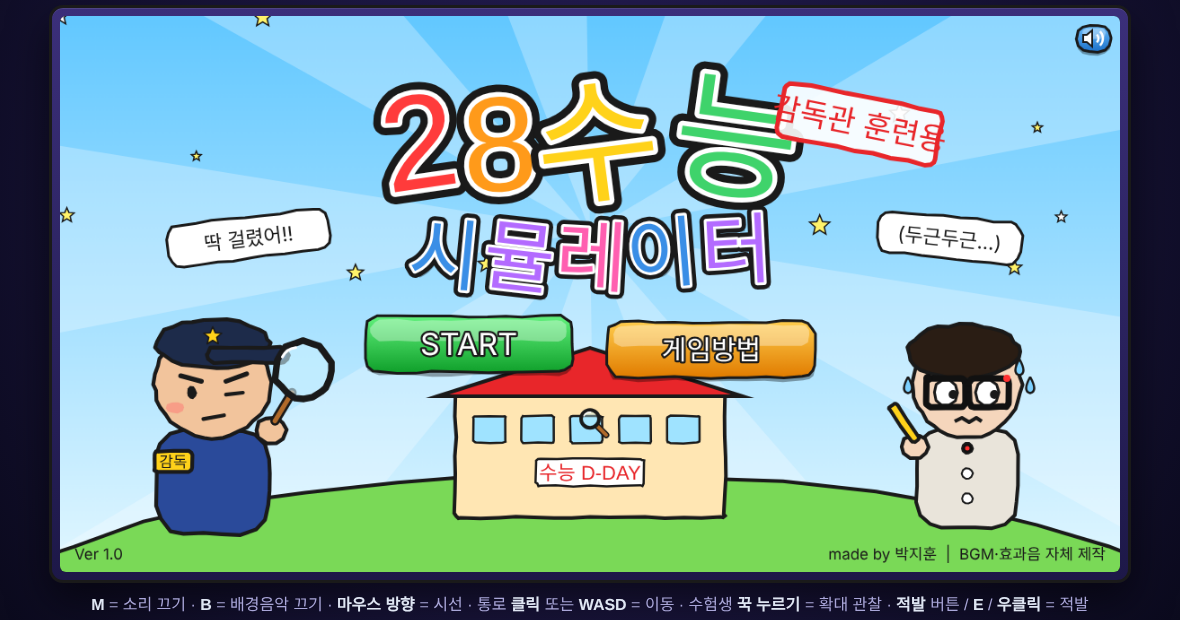 28수능
감독관 훈련용
시뮬레이터
딱 걸렸어!!
(두근두근...)
START
게임방법
감독
수능 D-DAY
Ver 1.0
made by 박지훈 | BGM·효과음 자체 제작
M = 소리 끄기 · B = 배경음악 끄기 · 마우스 방향 = 시선 · 통로 클릭 또는 WASD = 이동 · 수험생 꾹 누르기 = 확대 관찰 · 적발 버튼 / E / 우클릭 = 적발